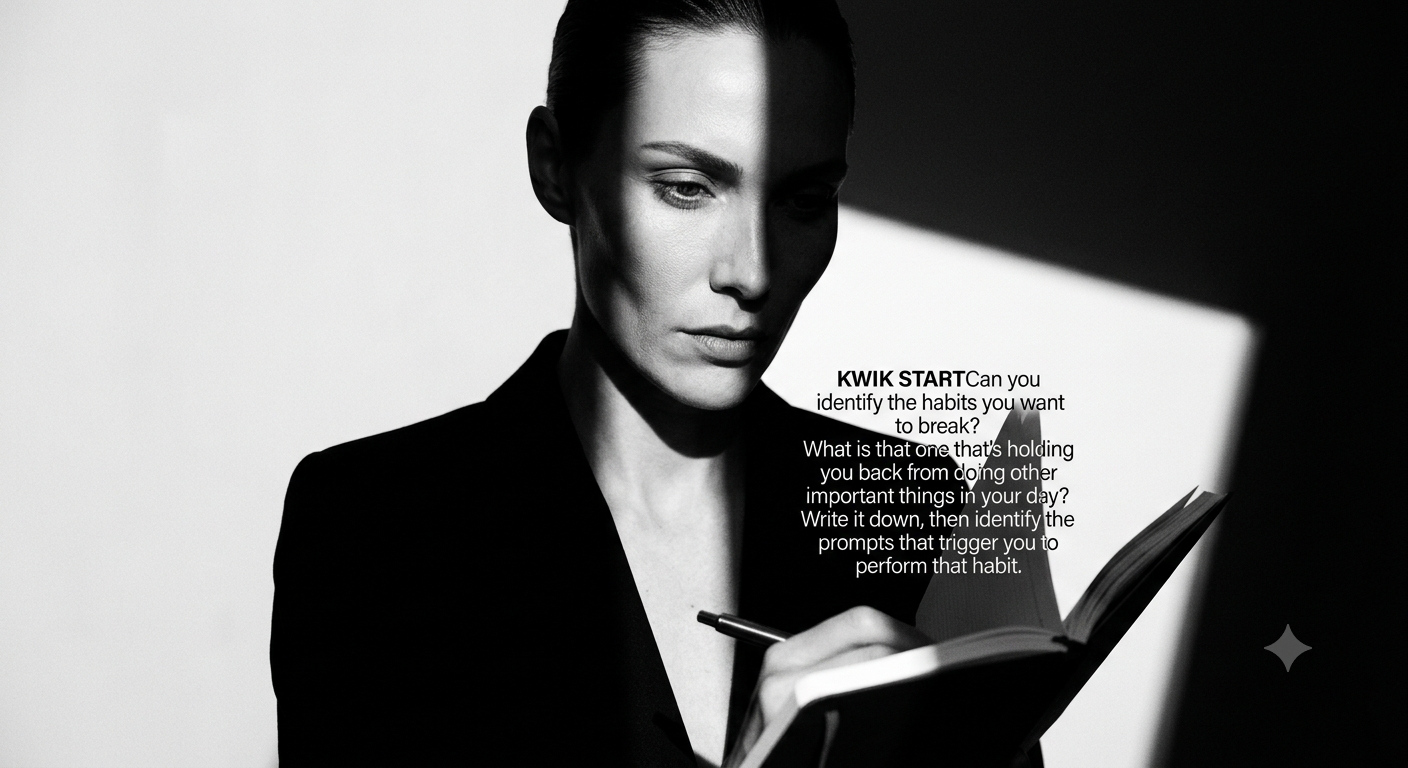 KWIK STARTCan you
identify the habits you want
to break?
What is that one that's holding
you back from doing other
important things in your day?
Write it down, then identify the
prompts that trigger you to
perform that habit.